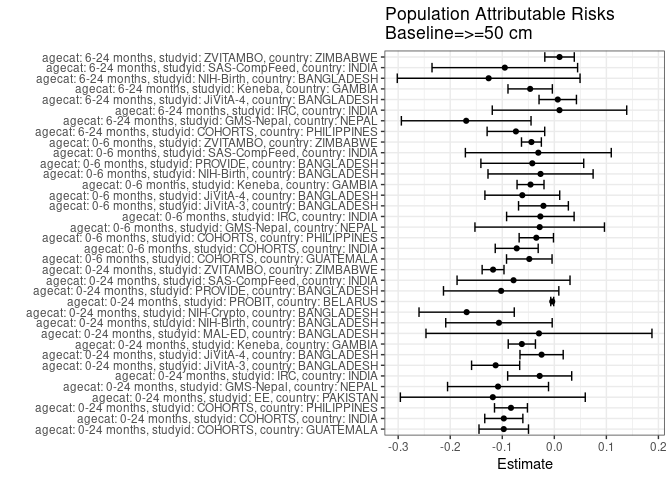 Population Attributable Risks
Baseline=>=50 cm
agecat: 6-24 months, studyid: ZVITAMBO, country: ZIMBABWE
agecat: 6-24 months, studyid: SAS-CompFeed, country: INDIA
agecat: 6-24 months, studyid: NIH-Birth, country: BANGLADESH
agecat: 6-24 months, studyid: Keneba, country: GAMBIA
agecat: 6-24 months, studyid: JiVitA-4, country: BANGLADESH
agecat: 6-24 months, studyid: IRC, country: INDIA
agecat: 6-24 months, studyid: GMS-Nepal, country: NEPAL
agecat: 6-24 months, studyid: COHORTS, country: PHILIPPINES
agecat: 0-6 months, studyid: ZVITAMBO, country: ZIMBABWE
agecat: 0-6 months, studyid: SAS-CompFeed, country: INDIA
agecat: 0-6 months, studyid: PROVIDE, country: BANGLADESH
agecat: 0-6 months, studyid: NIH-Birth, country: BANGLADESH
agecat: 0-6 months, studyid: Keneba, country: GAMBIA
agecat: 0-6 months, studyid: JiVitA-4, country: BANGLADESH
agecat: 0-6 months, studyid: JiVitA-3, country: BANGLADESH
agecat: 0-6 months, studyid: IRC, country: INDIA
agecat: 0-6 months, studyid: GMS-Nepal, country: NEPAL
agecat: 0-6 months, studyid: COHORTS, country: PHILIPPINES
agecat: 0-6 months, studyid: COHORTS, country: INDIA
agecat: 0-6 months, studyid: COHORTS, country: GUATEMALA
agecat: 0-24 months, studyid: ZVITAMBO, country: ZIMBABWE
agecat: 0-24 months, studyid: SAS-CompFeed, country: INDIA
agecat: 0-24 months, studyid: PROVIDE, country: BANGLADESH
agecat: 0-24 months, studyid: PROBIT, country: BELARUS
agecat: 0-24 months, studyid: NIH-Crypto, country: BANGLADESH
agecat: 0-24 months, studyid: NIH-Birth, country: BANGLADESH
agecat: 0-24 months, studyid: MAL-ED, country: BANGLADESH
agecat: 0-24 months, studyid: Keneba, country: GAMBIA
agecat: 0-24 months, studyid: JiVitA-4, country: BANGLADESH
agecat: 0-24 months, studyid: JiVitA-3, country: BANGLADESH
agecat: 0-24 months, studyid: IRC, country: INDIA
agecat: 0-24 months, studyid: GMS-Nepal, country: NEPAL
agecat: 0-24 months, studyid: EE, country: PAKISTAN
agecat: 0-24 months, studyid: COHORTS, country: PHILIPPINES
agecat: 0-24 months, studyid: COHORTS, country: INDIA
agecat: 0-24 months, studyid: COHORTS, country: GUATEMALA
-0.3 -0.2 -0.1 0.0 0.1 0.2
Estimate